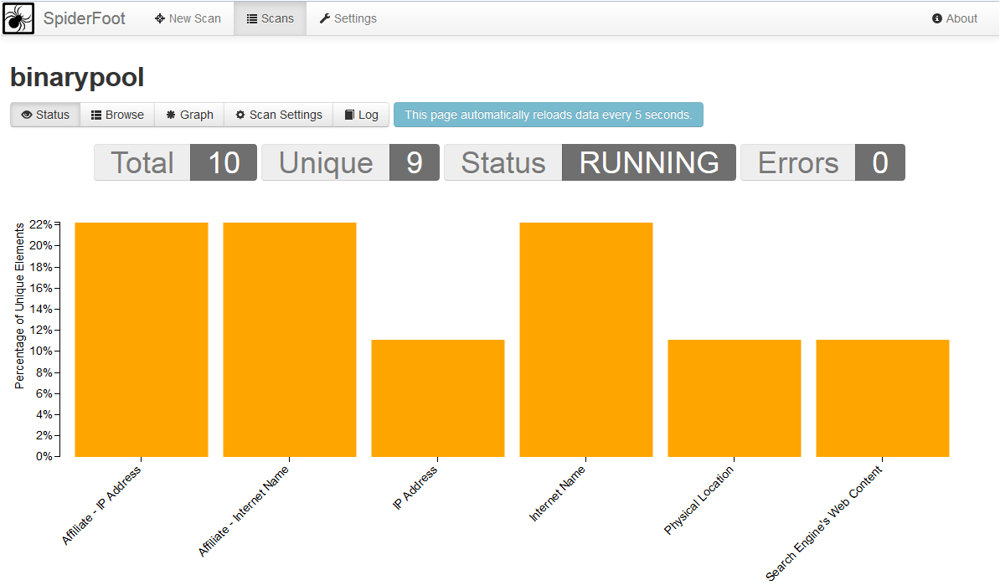 SpiderFoot New Scan Scans Settings About
binarypool
Status Browse Graph Scan Settings Log This page automatically reloads data every 5 seconds.
Total 10 Unique 9 Status RUNNING Errors 0
Percentage of Unique Elements
22%
20%
18%
16%
14%
12%
10%
8%
6%
4%
2%
0%
Affiliate - IP Address
Affiliate - Internet Name
IP Address
Internet Name
Physical Location
Search Engine's Web Content